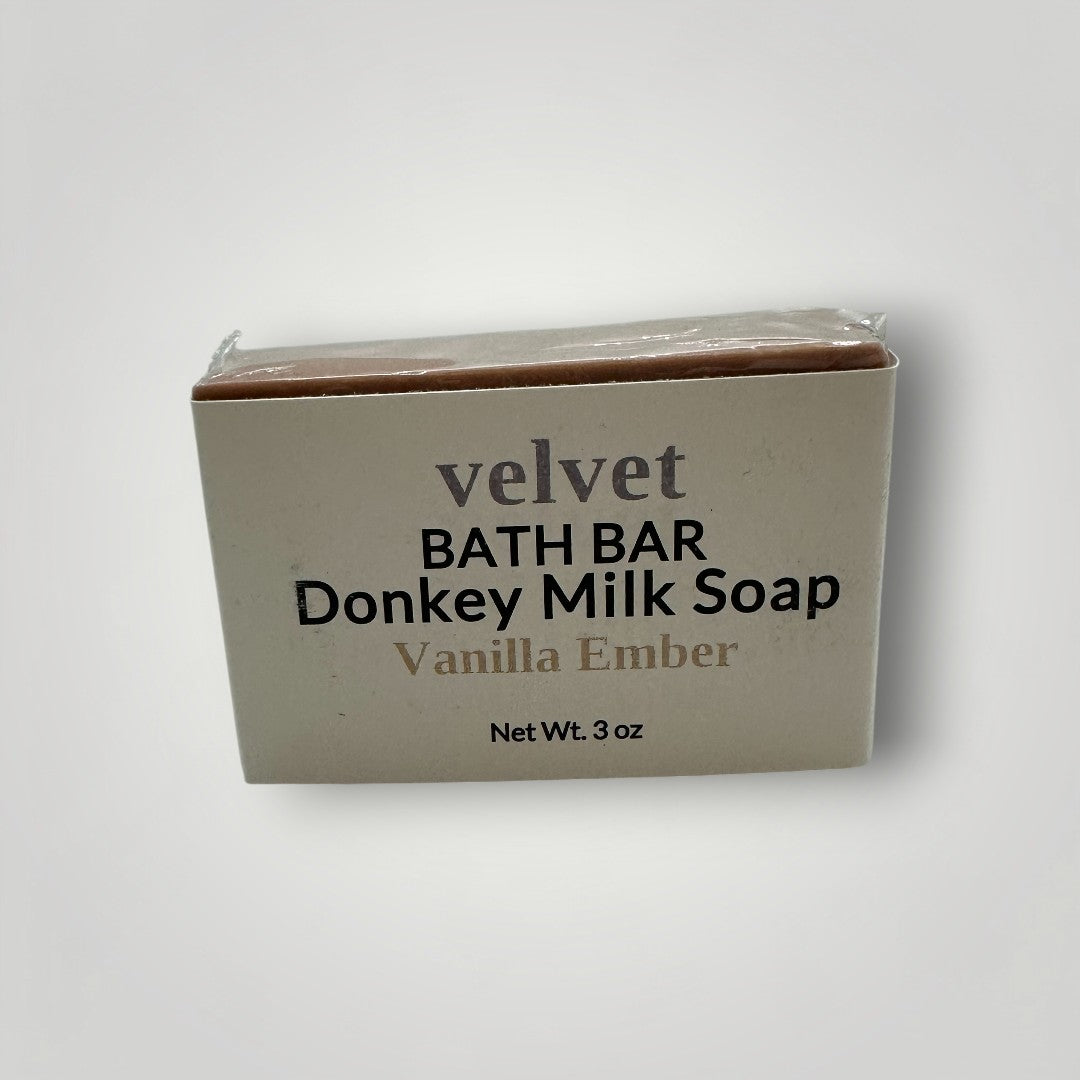 velvet
BATH BAR
Donkey Milk Soap
Vanilla Ember
Net Wt. 3 oz